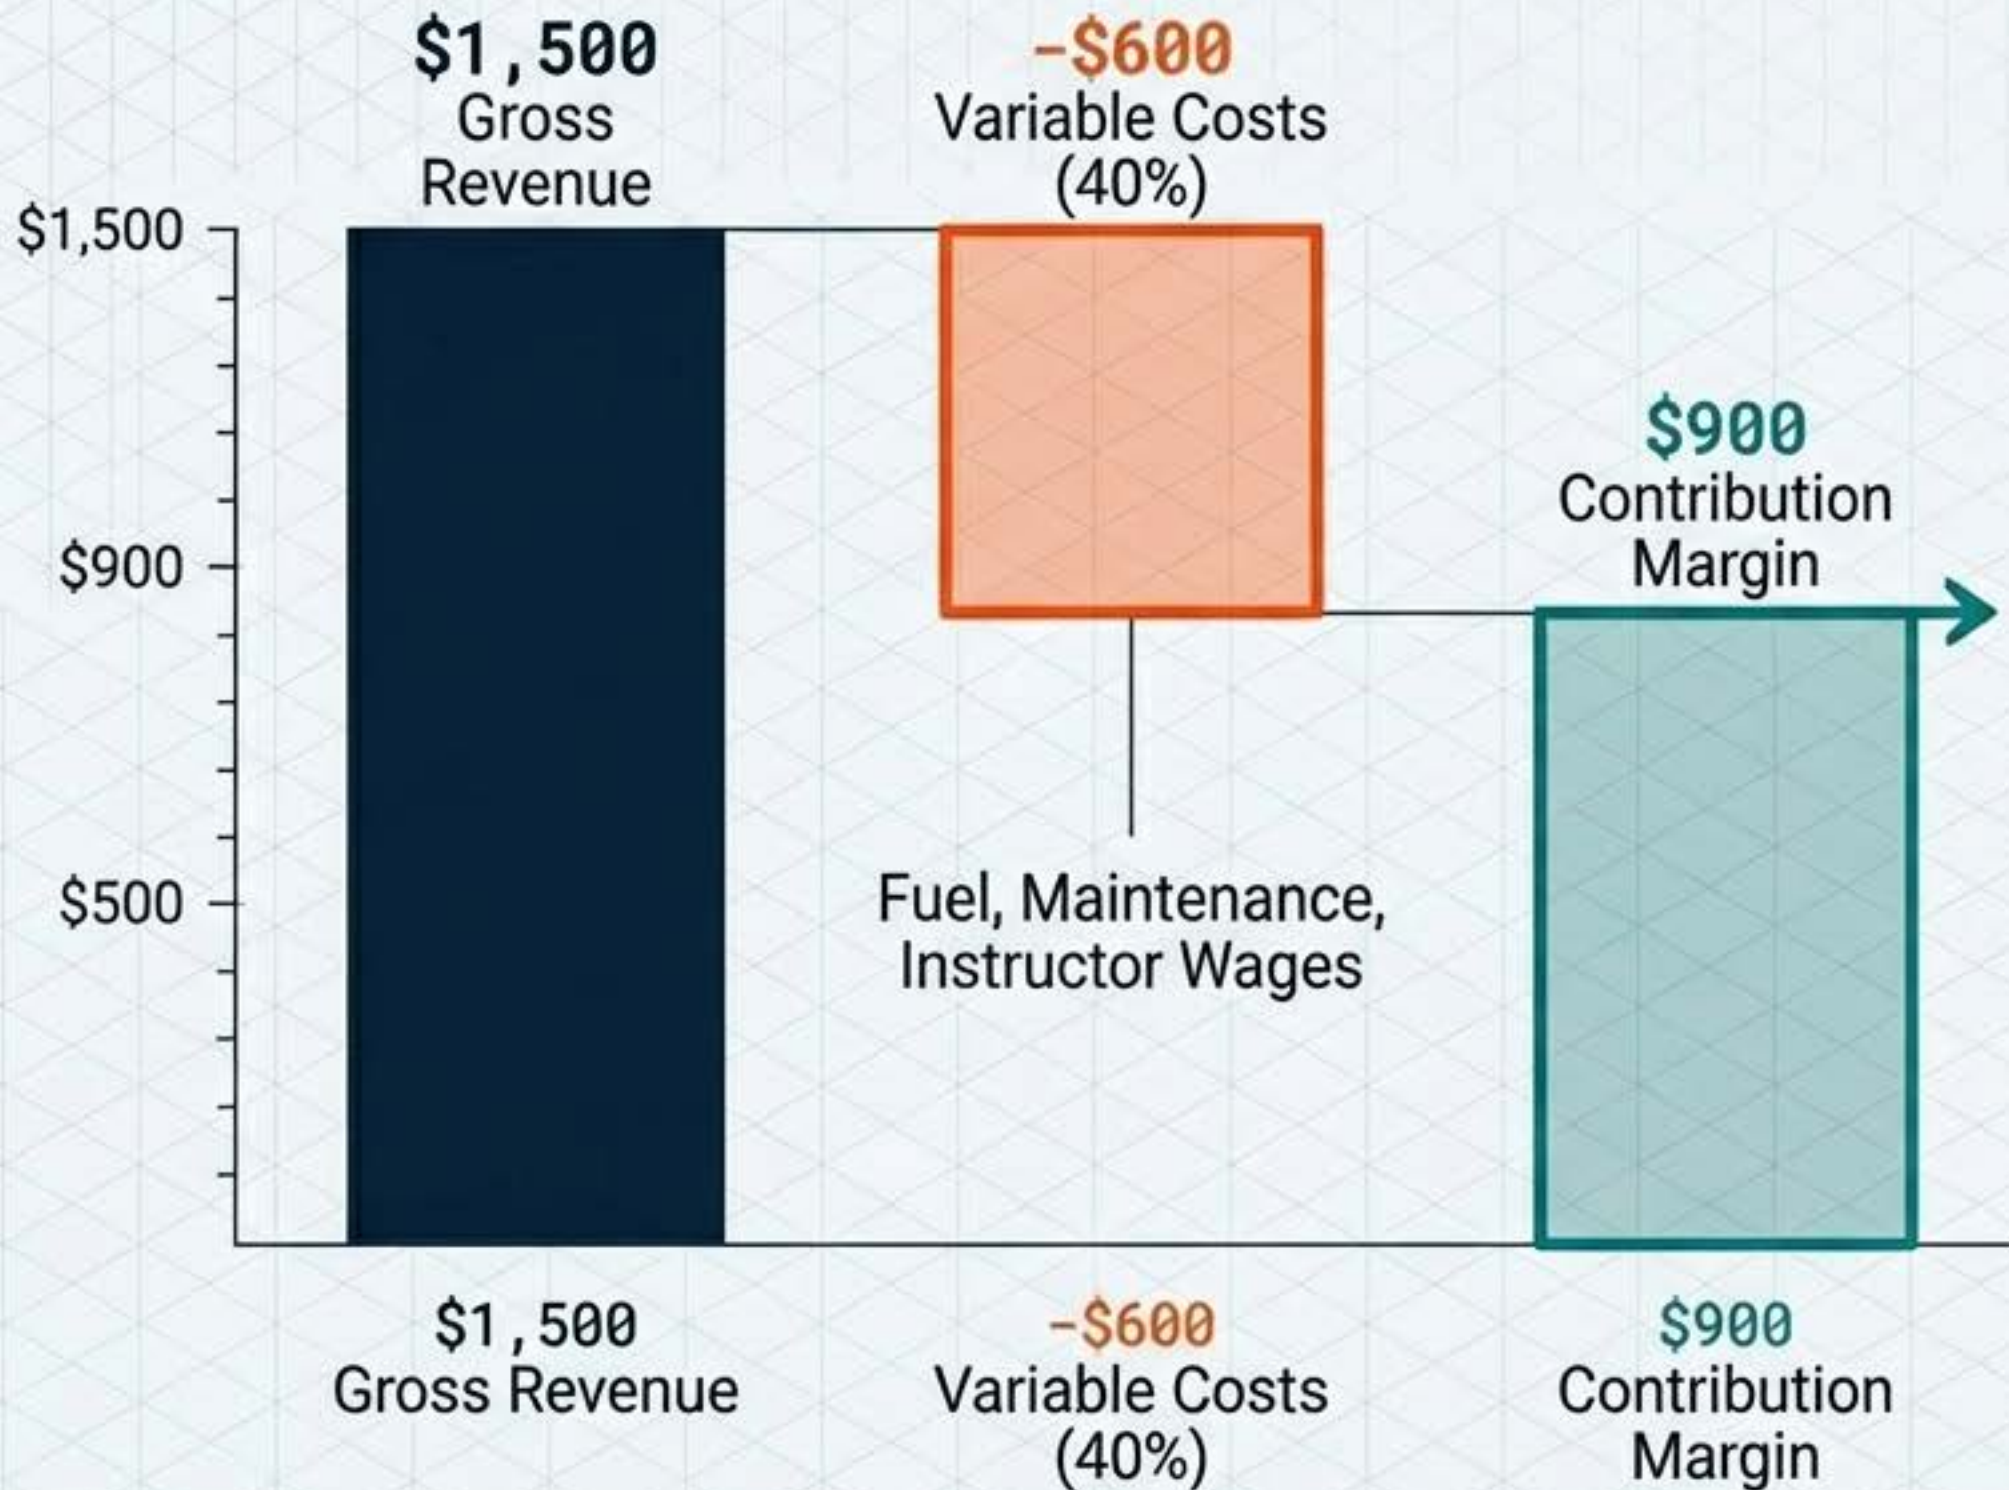 $1,500
Gross
Revenue
-$600
Variable Costs
(40%)
$1,500
$900
$500
$900
Contribution
Margin
Fuel, Maintenance,
Instructor Wages
$1,500
Gross Revenue
-$600
Variable Costs
(40%)
$900
Contribution
Margin